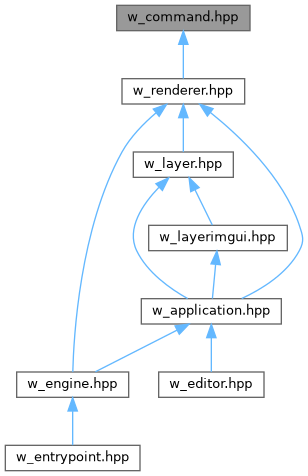 w_command.hpp
w_renderer.hpp
w_layer.hpp
w_layerimgui.hpp
w_application.hpp
w_engine.hpp
w_editor.hpp
w_entrypoint.hpp